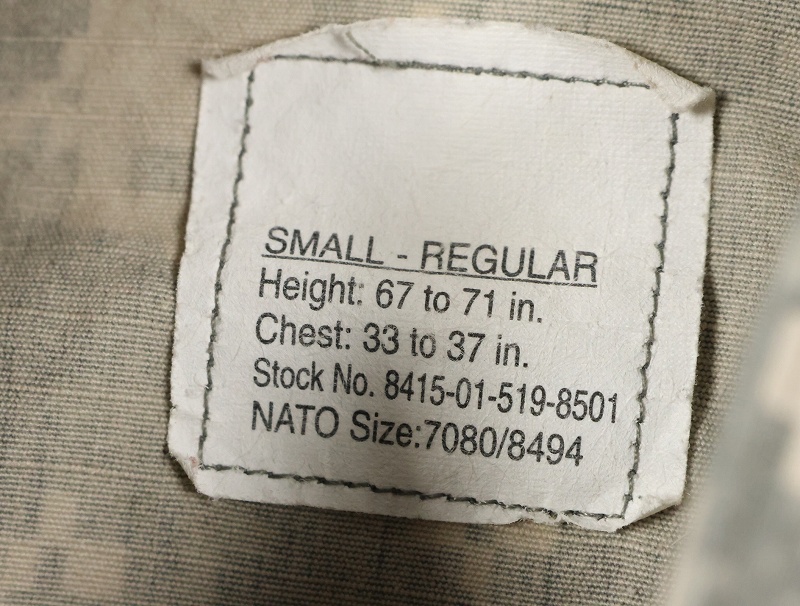 SMALL - REGULAR
Height: 67 to 71 in.
Chest: 33 to 37 in.
Stock No. 8415-01-519-8501
NATO Size:7080/8494